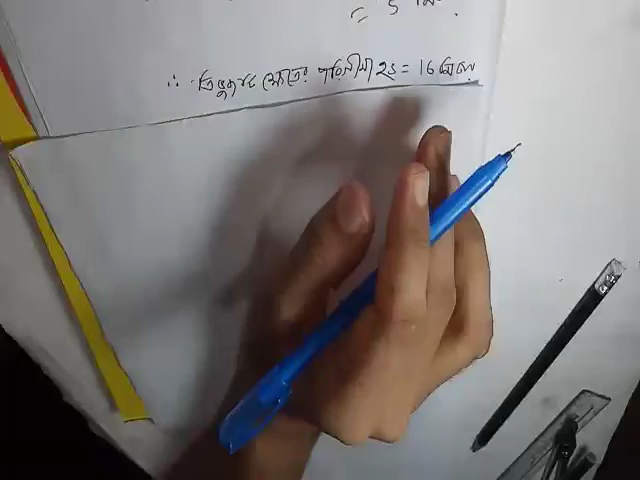 = 5 মি.
∴ ত্রিভুজ ক্ষেত্রের পরিসীমা 2s = 16 মিটার